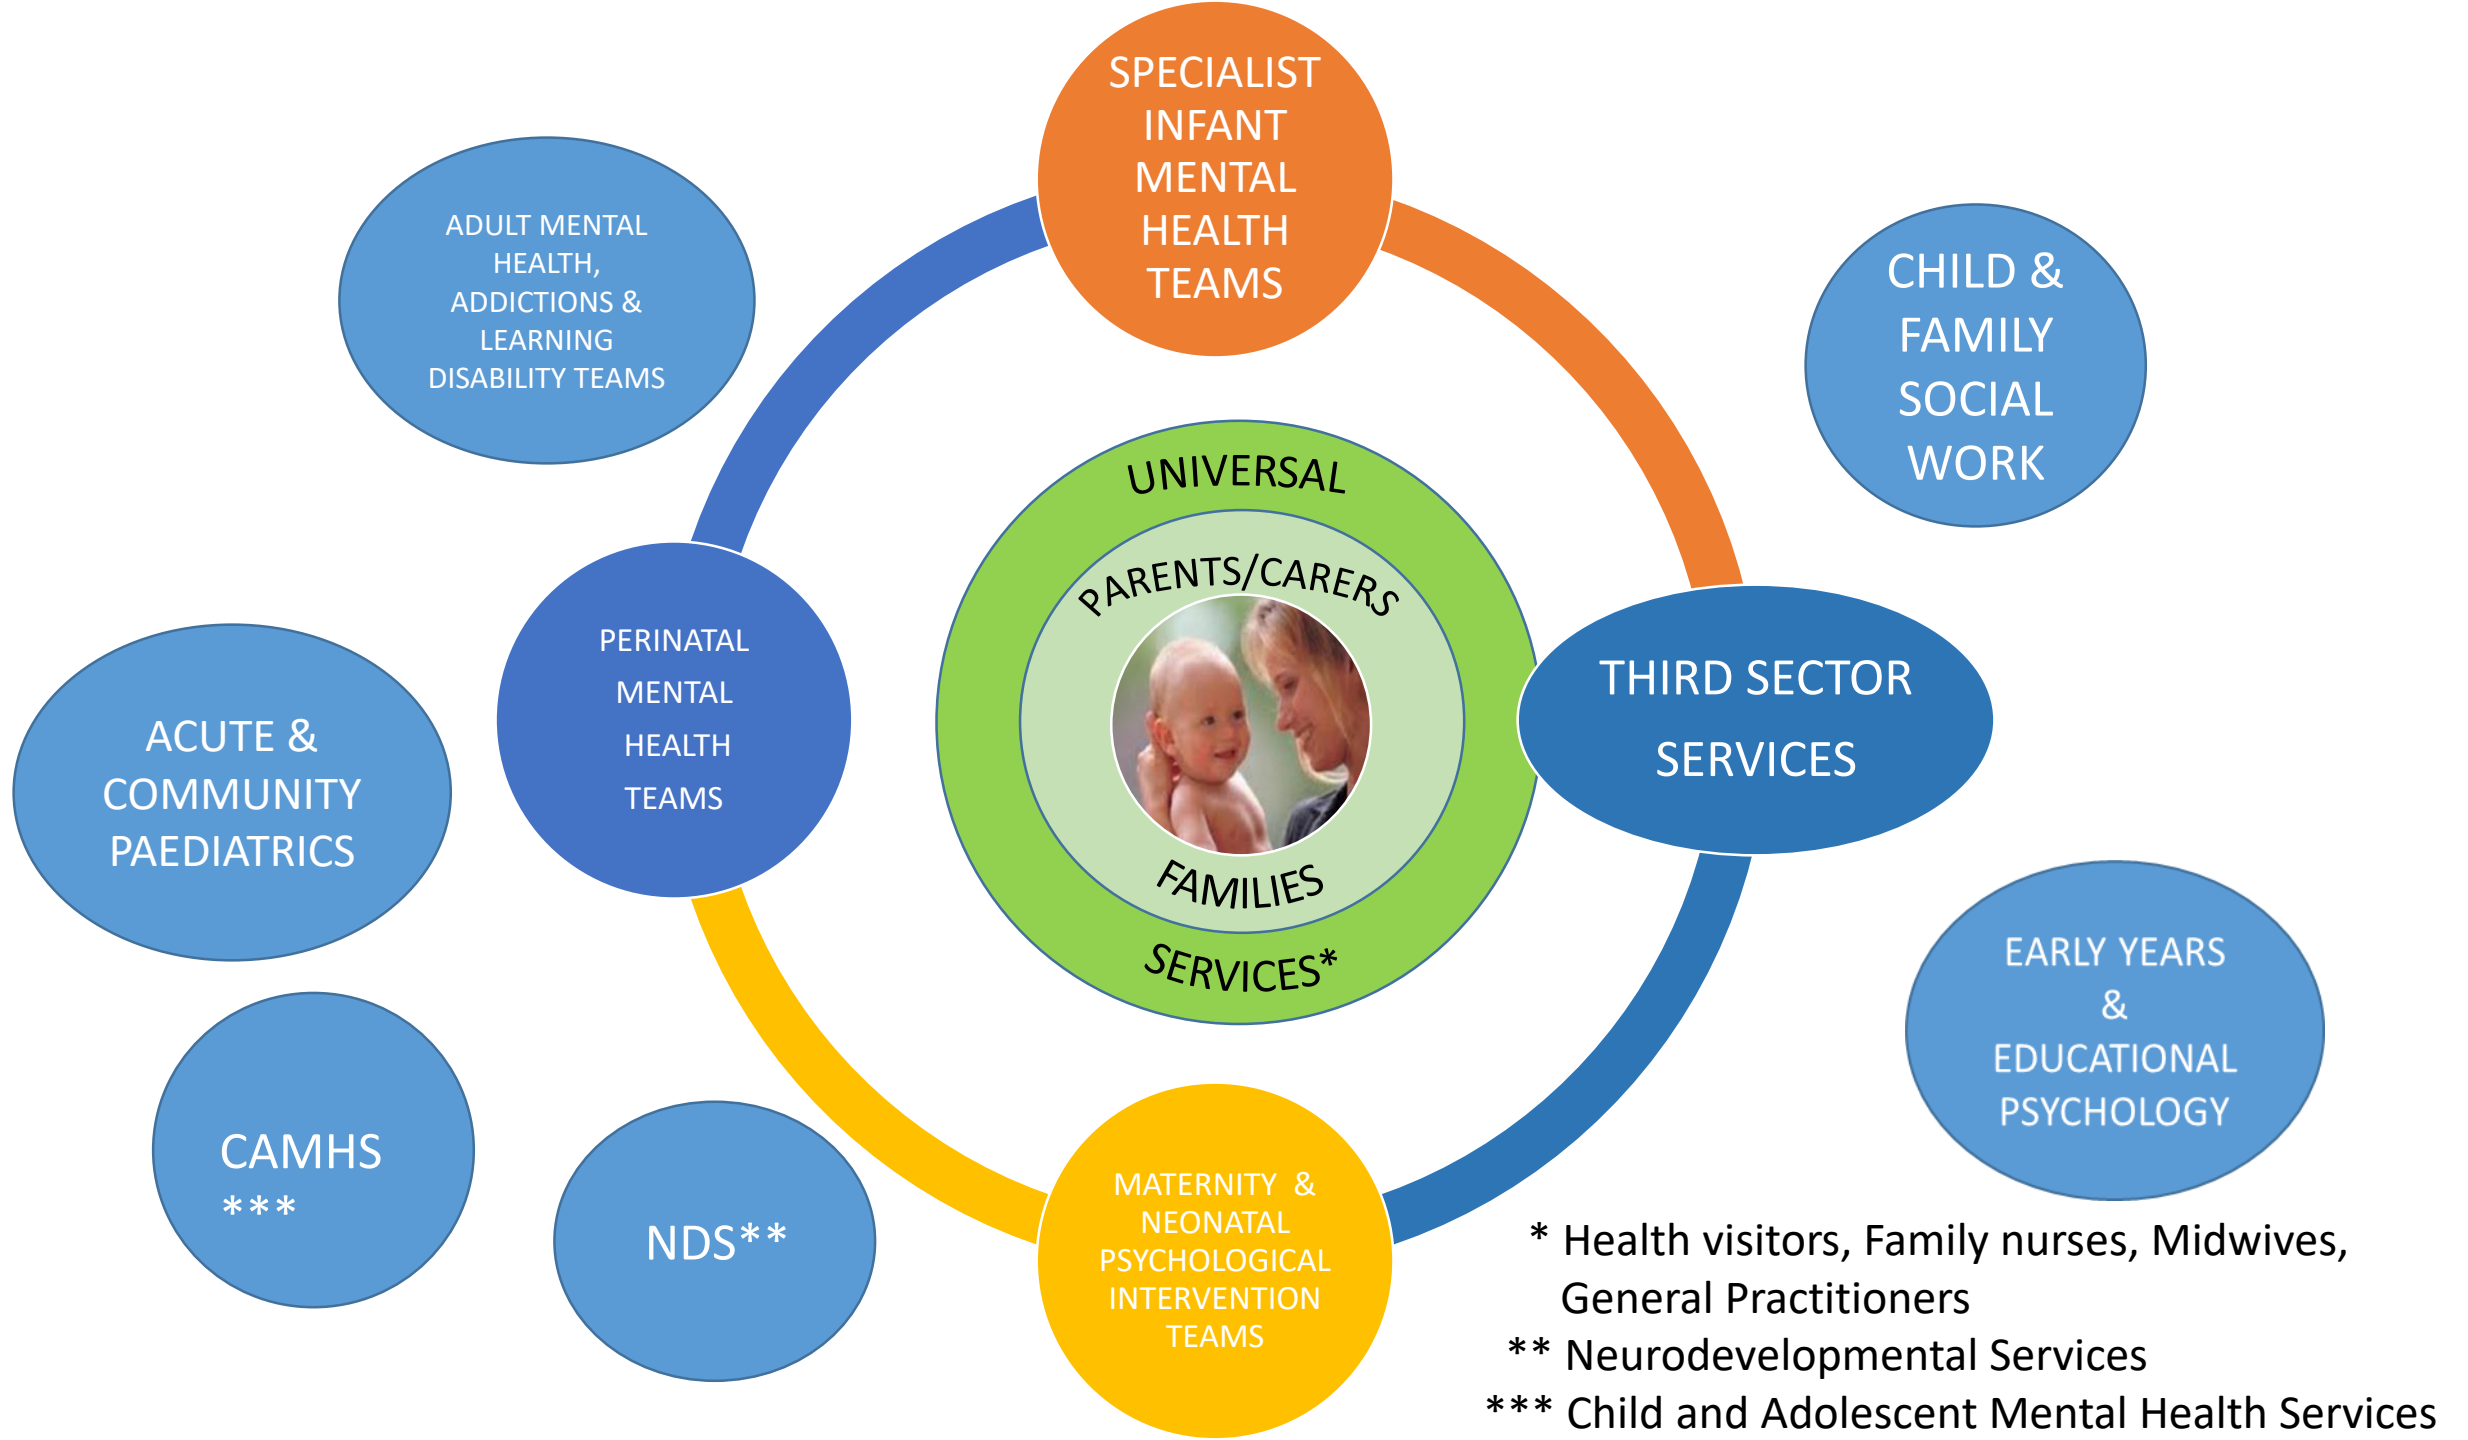 SPECIALIST
INFANT
MENTAL
HEALTH
TEAMS
ADULT MENTAL
HEALTH,
ADDICTIONS &
LEARNING
DISABILITY TEAMS
CHILD &
FAMILY
SOCIAL
WORK
UNIVERSAL
PARENTS/CARERS
FAMILIES
SERVICES*
PERINATAL
MENTAL
HEALTH
TEAMS
THIRD SECTOR
SERVICES
ACUTE &
COMMUNITY
PAEDIATRICS
EARLY YEARS
&
EDUCATIONAL
PSYCHOLOGY
CAMHS
***
NDS**
MATERNITY &
NEONATAL
PSYCHOLOGICAL
INTERVENTION
TEAMS
* Health visitors, Family nurses, Midwives,
General Practitioners
** Neurodevelopmental Services
*** Child and Adolescent Mental Health Services